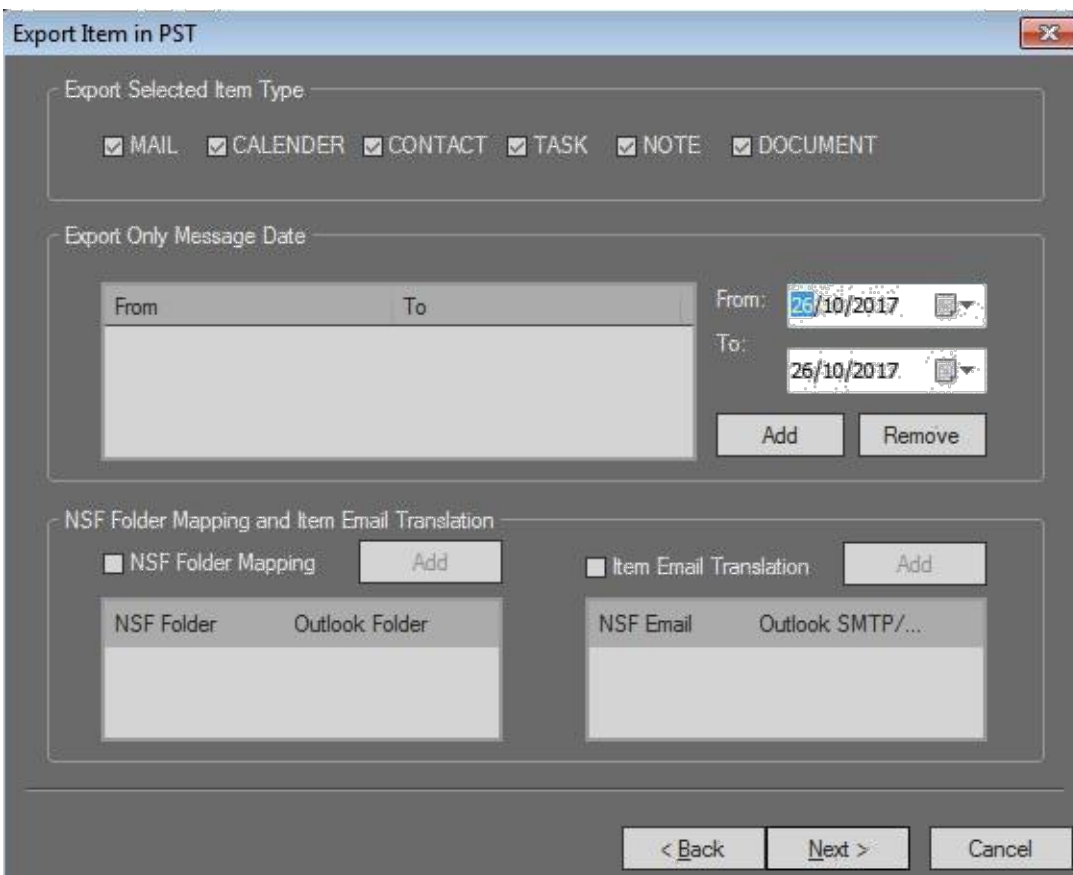 Export Item in PST
Export Selected Item Type
MAIL CALENDER CONTACT TASK NOTE DOCUMENT
Export Only Message Date
From To
From: 26/10/2017
To:
26/10/2017
Add Remove
NSF Folder Mapping and Item Email Translation
NSF Folder Mapping Add Item Email Translation Add
NSF Folder Outlook Folder NSF Email Outlook SMTP/...
< Back Next > Cancel